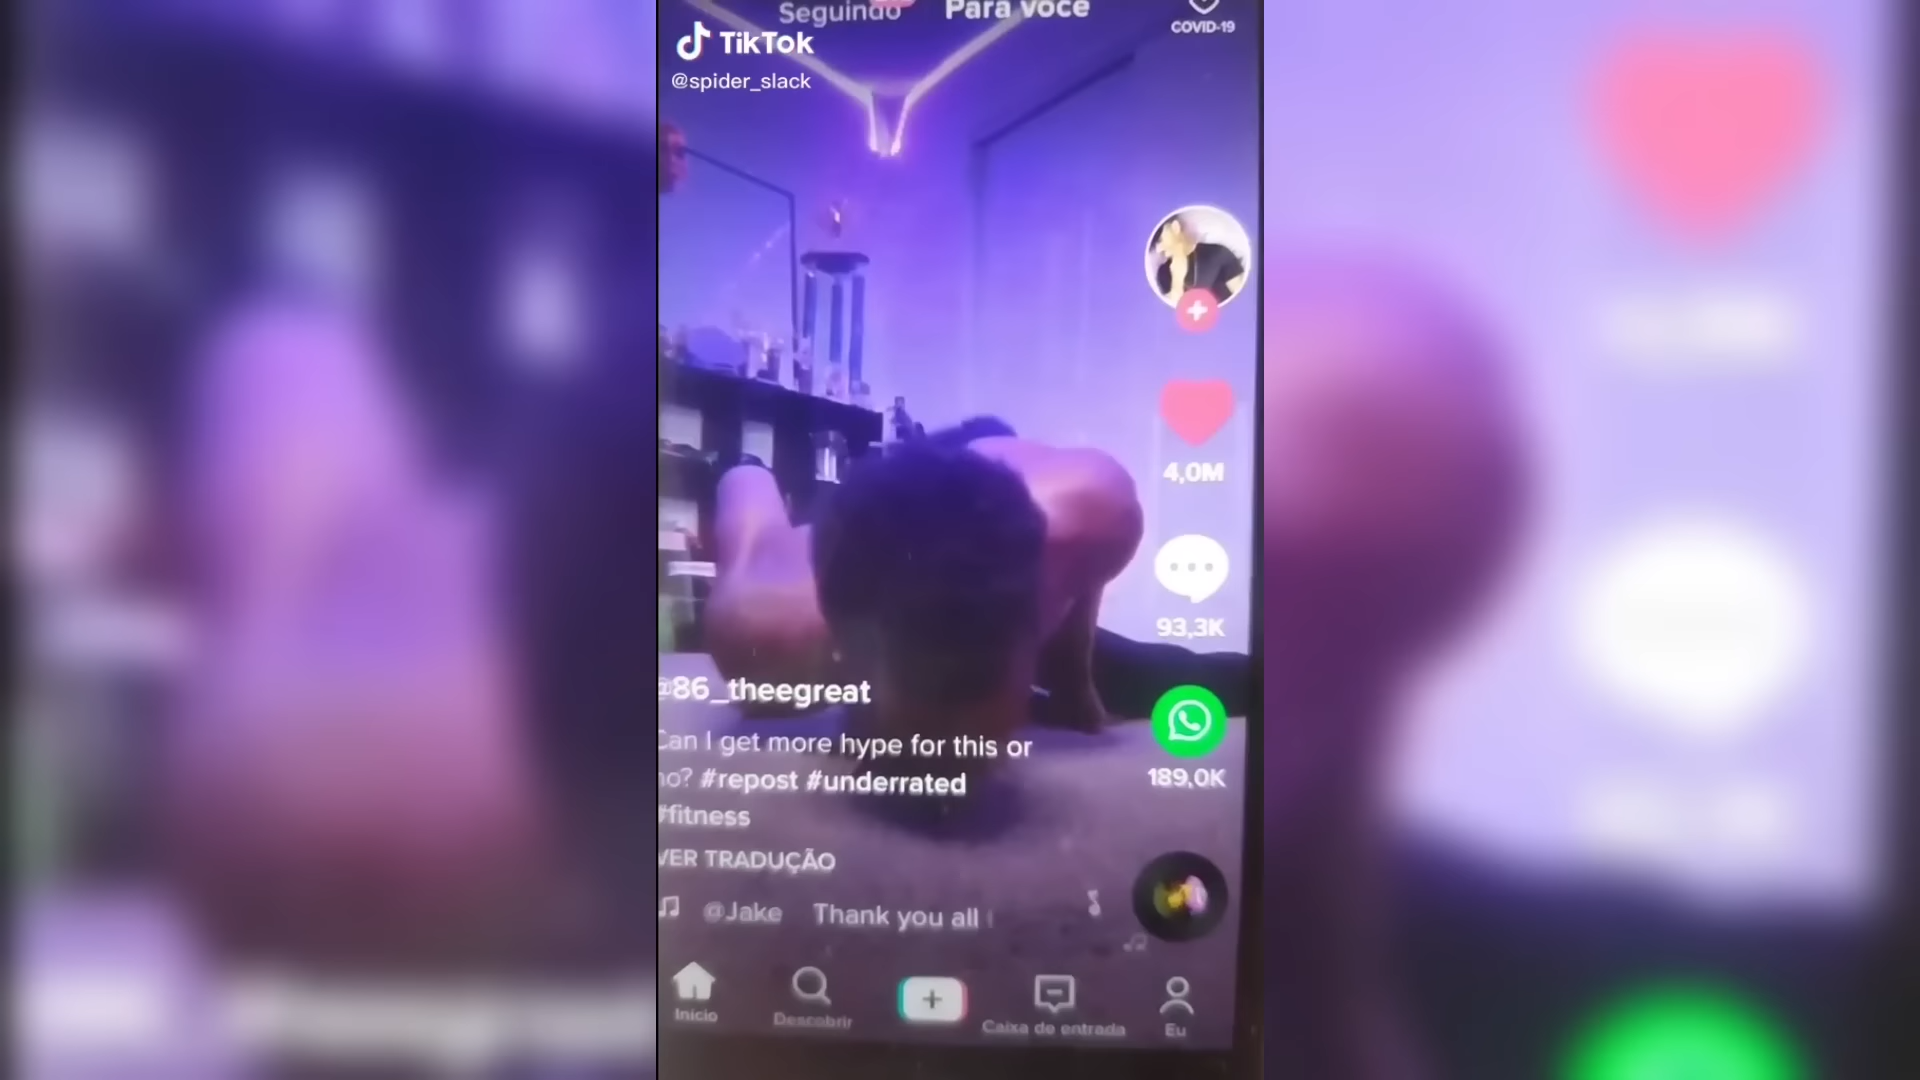 Seguindo Para você
COVID-19
TikTok
@spider_slack
4,0M
93,3K
@86_theegreat
Can I get more hype for this or
no? #repost #underrated
#fitness
189,0K
VER TRADUÇÃO
@Jake Thank you all
Início
Descobrir
Caixa de entrada
Eu